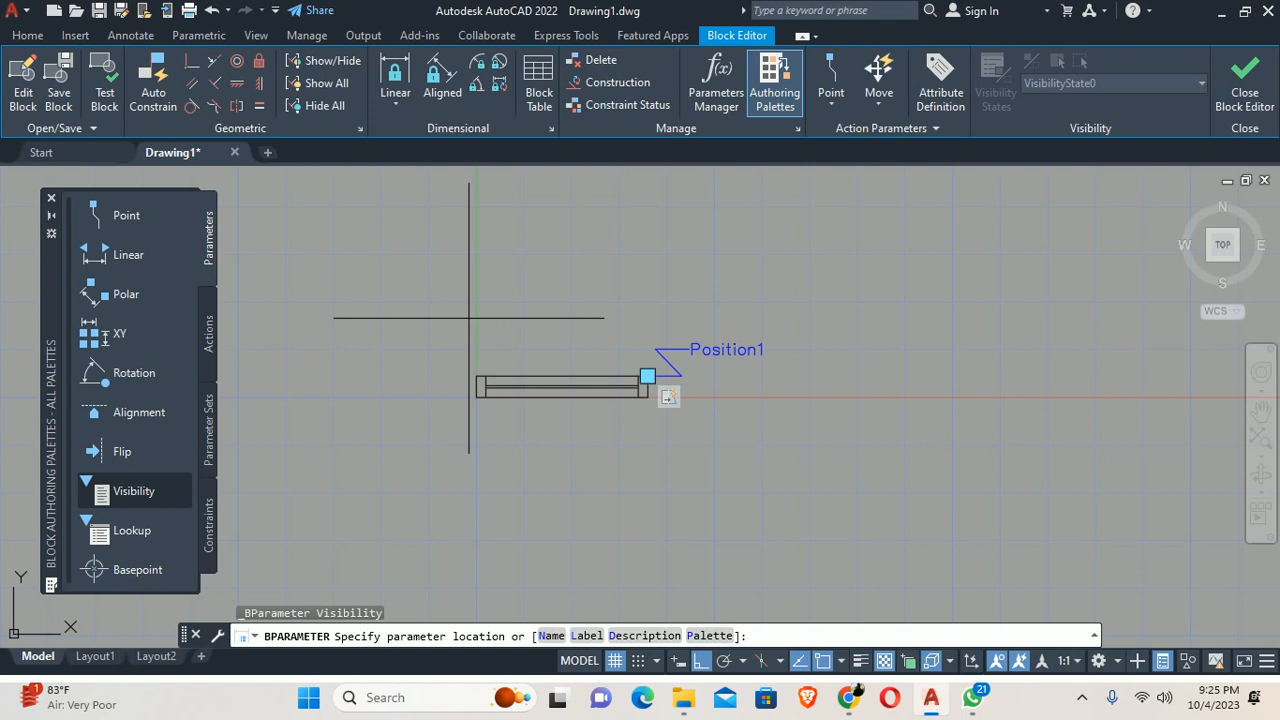 Share
Autodesk AutoCAD 2022 Drawing1.dwg
Type a keyword or phrase
Sign In
Home Insert Annotate Parametric View Manage Output Add-ins Collaborate Express Tools Featured Apps Block Editor
Edit Block
Save Block
Test Block
Open/Save
Auto Constrain
Show/Hide
Show All
Hide All
Geometric
Linear
Aligned
Dimensional
Block Table
Delete
Construction
Constraint Status
Parameters Manager
Authoring Palettes
Manage
Point
Move
Action Parameters
Attribute Definition
Visibility States
VisibilityState0
Visibility
Close Block Editor
Close
Start
Drawing1*
Point
Linear
Polar
XY
Rotation
Alignment
Flip
Visibility
Lookup
Basepoint
Parameters
Actions
Parameter Sets
Constraints
BLOCK AUTHORING PALETTES - ALL PALETTES
Position1
N
W TOP E
S
WCS
Y
X
_BParameter Visibility
BPARAMETER Specify parameter location or [Name Label Description Palette]:
Model Layout1 Layout2
MODEL
1:1
1
83°F
Air: Very Poor
Search
21
9:25 PM
10/4/2023